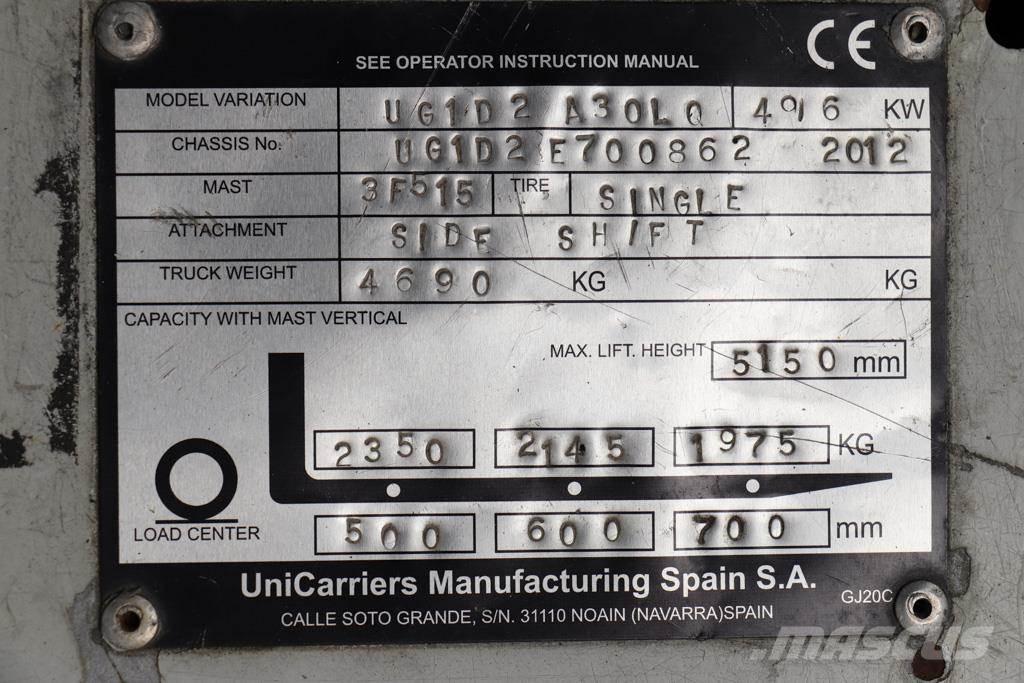 CE
SEE OPERATOR INSTRUCTION MANUAL
MODEL VARIATION UG1D2 A30LQ 496 KW
CHASSIS No. UG1D2E700862 2012
MAST 3F515 TIRE SINGLE
ATTACHMENT SIDE SHIFT
TRUCK WEIGHT 4690 KG KG
CAPACITY WITH MAST VERTICAL
MAX. LIFT. HEIGHT 5150 mm
2350 2145 1975 KG
LOAD CENTER 500 600 700 mm
UniCarriers Manufacturing Spain S.A.
GJ20C
CALLE SOTO GRANDE, S/N. 31110 NOAIN (NAVARRA)SPAIN
MASCUS